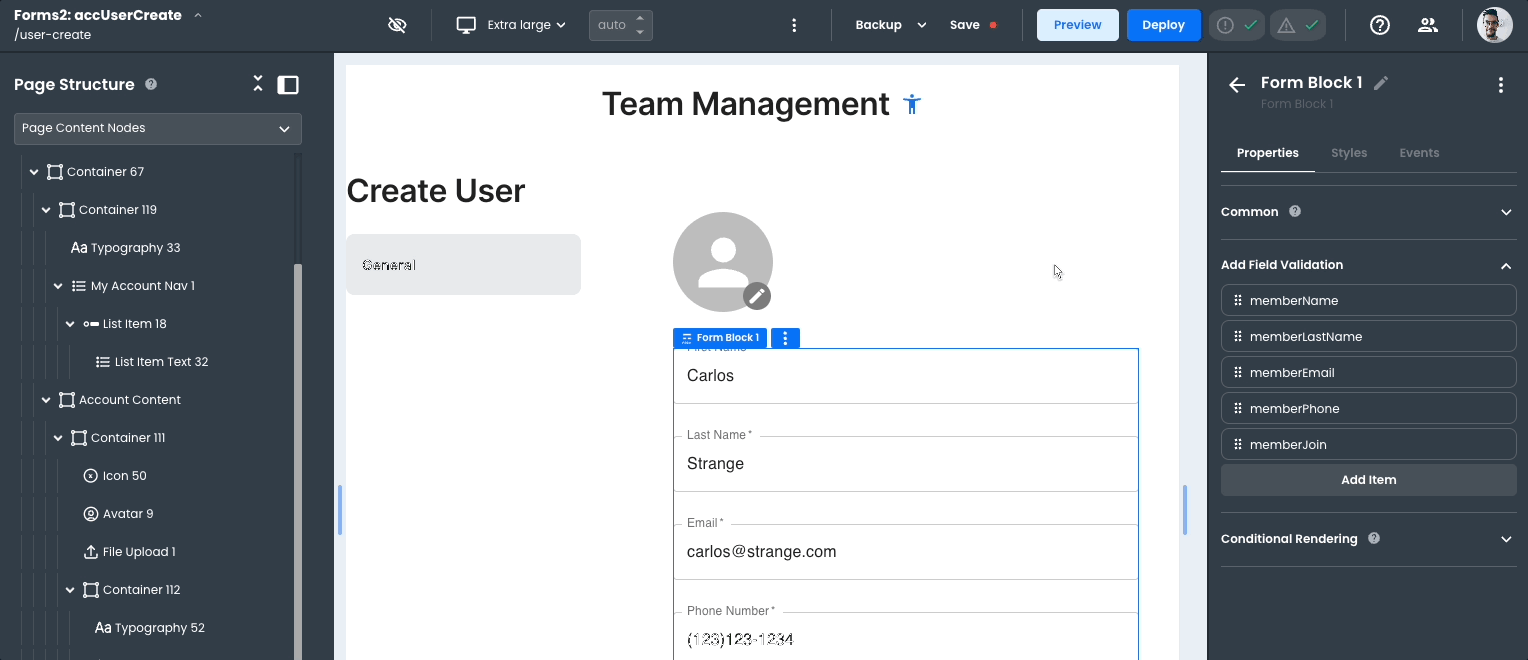 Forms2: accUserCreate
/user-create
Extra large
auto
Backup
Save
Preview
Deploy
Page Structure
Page Content Nodes
Container 67
Container 119
Aa Typography 33
My Account Nav 1
List Item 18
List Item Text 32
Account Content
Container 111
Icon 50
Avatar 9
File Upload 1
Container 112
Aa Typography 52
Team Management
Create User
General
Form Block 1
First Name
Carlos
Last Name *
Strange
Email *
carlos@strange.com
Phone Number *
(123)123-1234
Form Block 1
Form Block 1
Properties
Styles
Events
Common
Add Field Validation
memberName
memberLastName
memberEmail
memberPhone
memberJoin
Add Item
Conditional Rendering